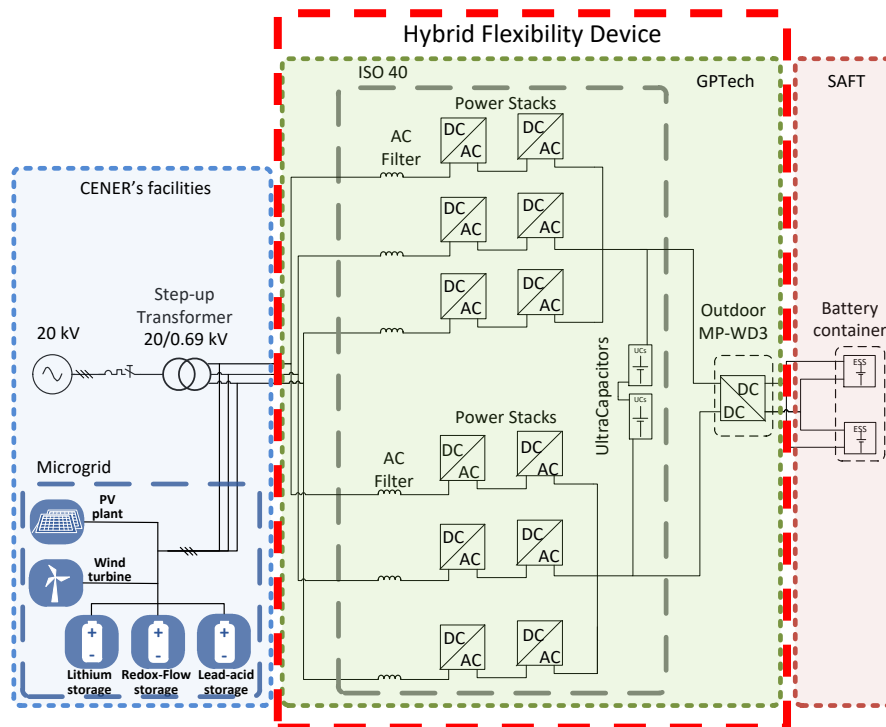 Hybrid Flexibility Device
ISO 40
GPTech
SAFT
Power Stacks
AC
Filter
DC
AC
DC
AC
DC
AC
DC
AC
DC
AC
DC
AC
CENER's facilities
Step-up
Transformer
20/0.69 kV
20 kV
Outdoor
MP-WD3
Battery
container
UCs
UCs
UltraCapacitors
DC
DC
ESS
ESS
Power Stacks
AC
Filter
DC
AC
DC
AC
DC
AC
DC
AC
DC
AC
DC
AC
Microgrid
PV
plant
Wind
turbine
+
-
+
-
+
-
Lithium
storage
Redox-Flow
storage
Lead-acid
storage